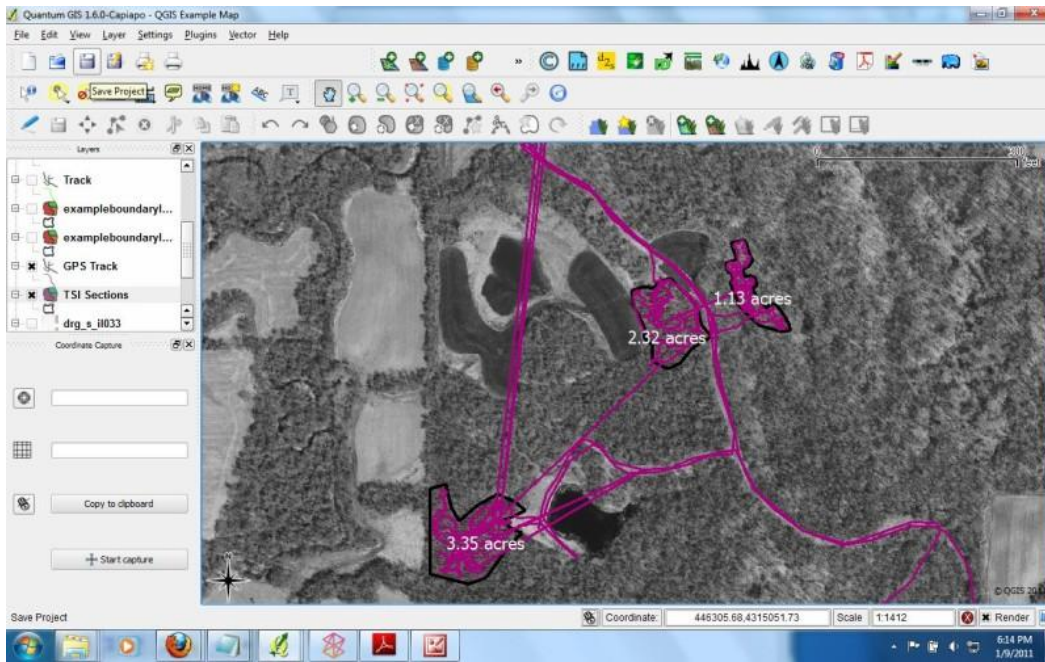 Quantum GIS 1.6.0-Capiapo - QGIS Example Map
File Edit View Layer Settings Plugins Vector Help
Save Project
Layers
Track
exampleboundaryl...
exampleboundaryl...
GPS Track
TSI Sections
drg_s_il033
Coordinate Capture
Copy to clipboard
Start capture
0
feet
1.13 acres
2.32 acres
3.35 acres
N
© QGIS
Save Project
Coordinate: 446305.68,4315051.73 Scale 1:1412 Render
6:14 PM
1/9/2011